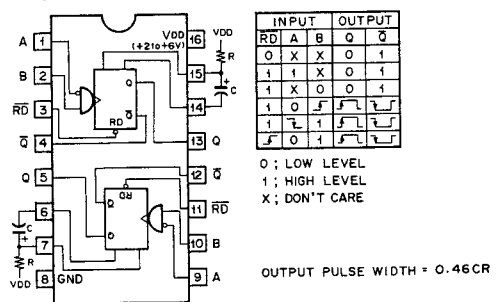 A 1
B 2
RD 3
Q 4
Q 5
6
7
8 GND
C
+
R
VDD
VDD
(+2 to +6V)
16
VDD
R
15
+
C
14
13 Q
12 Q
11 RD
10 B
9 A
Q
Q
RD
RD
Q
Q
INPUT OUTPUT
RD A B Q Q
0 X X 0 1
1 1 X 0 1
1 X 0 0 1
1 0
1 1
0 1
0 ; LOW LEVEL
1 ; HIGH LEVEL
X ; DON'T CARE
OUTPUT PULSE WIDTH = 0.46CR